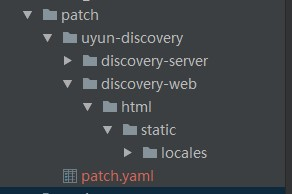 patch
uyun-discovery
discovery-server
discovery-web
html
static
locales
patch.yaml